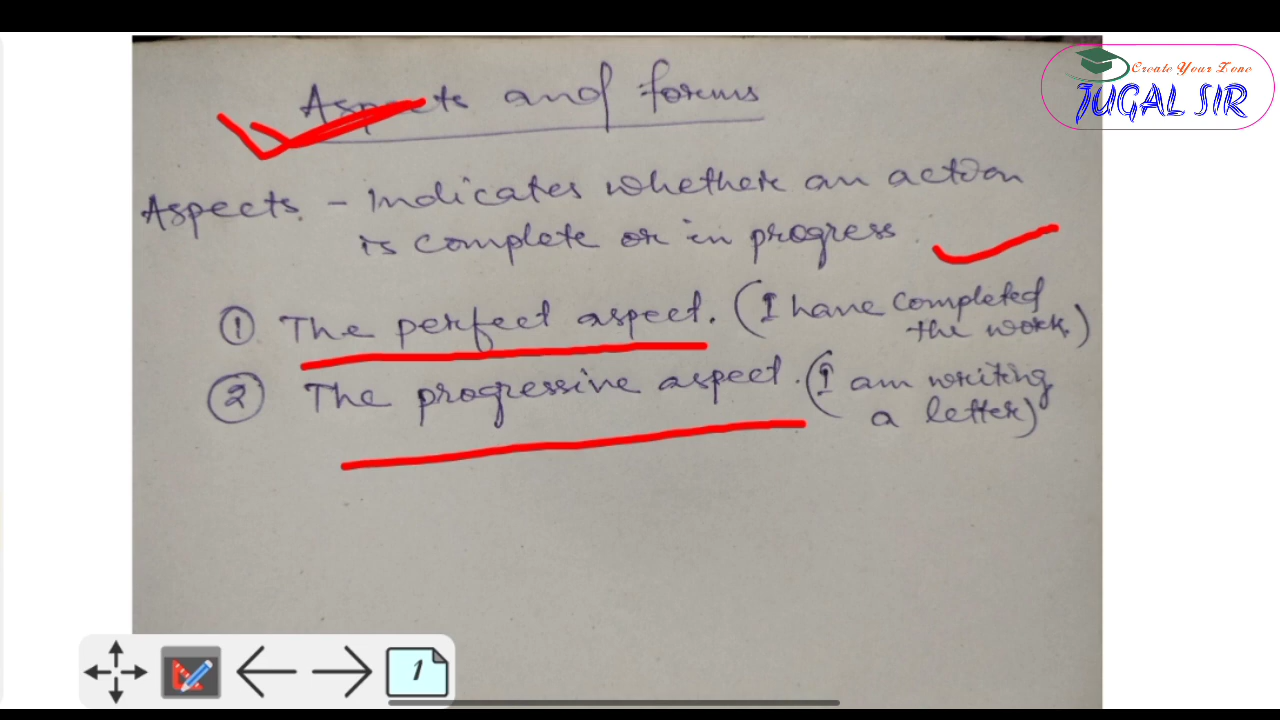 Create Your Zone
JUGAL SIR
Aspects and forms
Aspects - Indicates whether an action
is complete or in progress.
① The perfect aspect. (I have completed
the work.)
② The progressive aspect. (I am writing
a letter)
1